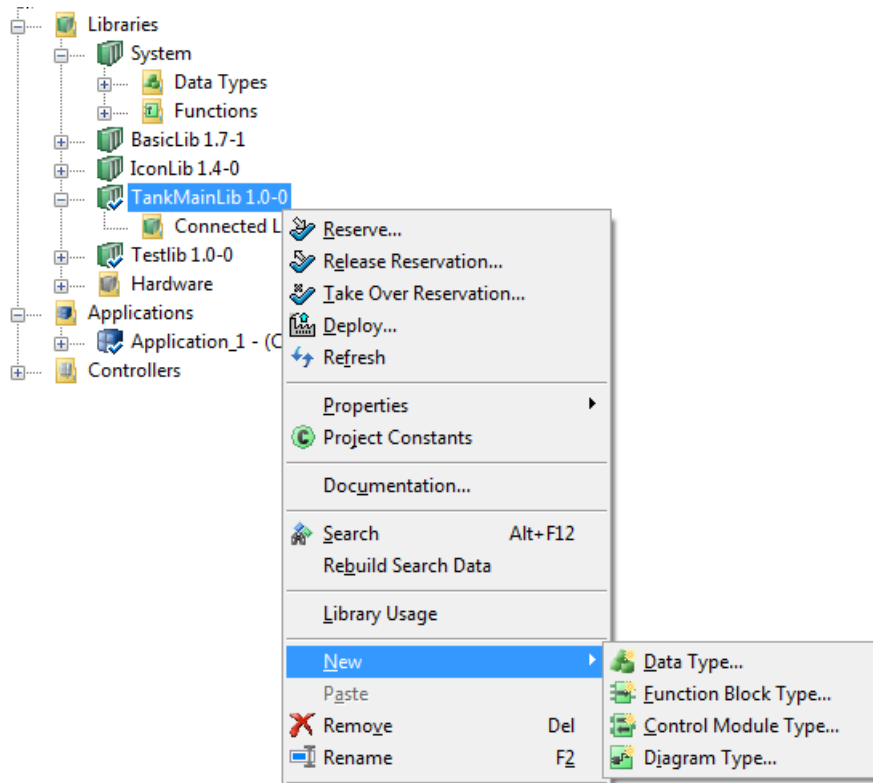 Libraries
System
Data Types
Functions
BasicLib 1.7-1
IconLib 1.4-0
TankMainLib 1.0-0
Connected L
Testlib 1.0-0
Hardware
Applications
Application_1 - (C
Controllers
Reserve...
Release Reservation...
Take Over Reservation...
Deploy...
Refresh
Properties
Project Constants
Documentation...
Search Alt+F12
Rebuild Search Data
Library Usage
New
Paste
Remove Del
Rename F2
Data Type...
Function Block Type...
Control Module Type...
Diagram Type...